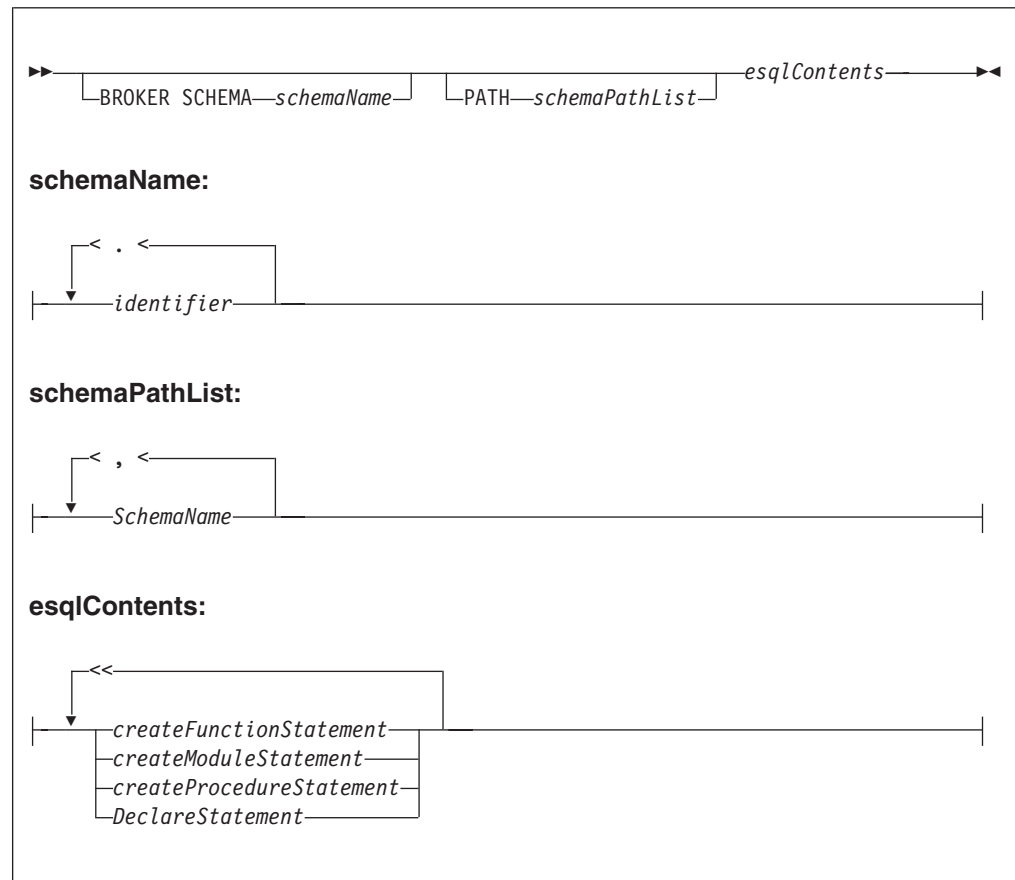 esqlContents
BROKER SCHEMA schemaName PATH schemaPathList
schemaName:
< . <
identifier
schemaPathList:
< , <
SchemaName
esqlContents:
<<
createFunctionStatement
createModuleStatement
createProcedureStatement
DeclareStatement